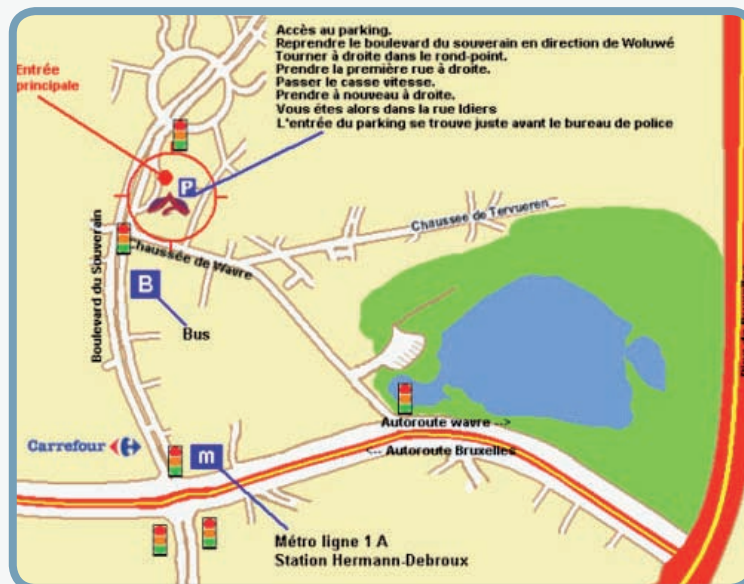 Accès au parking.
Reprendre le boulevard du souverain en direction de Woluwé
Tourner à droite dans le rond-point.
Prendre la première rue à droite.
Passer le casse vitesse.
Prendre à nouveau à droite.
Vous étes alors dans la rue Idiers
L'entrée du parking se trouve juste avant le bureau de police
Entrée
principale
P
Chaussée de Tervueren
Chaussée de Wavre
Boulevard du Souverain
B
Bus
Autoroute wavre -->
<-- Autoroute Bruxelles
Carrefour
m
Métro ligne 1 A
Station Hermann-Debroux